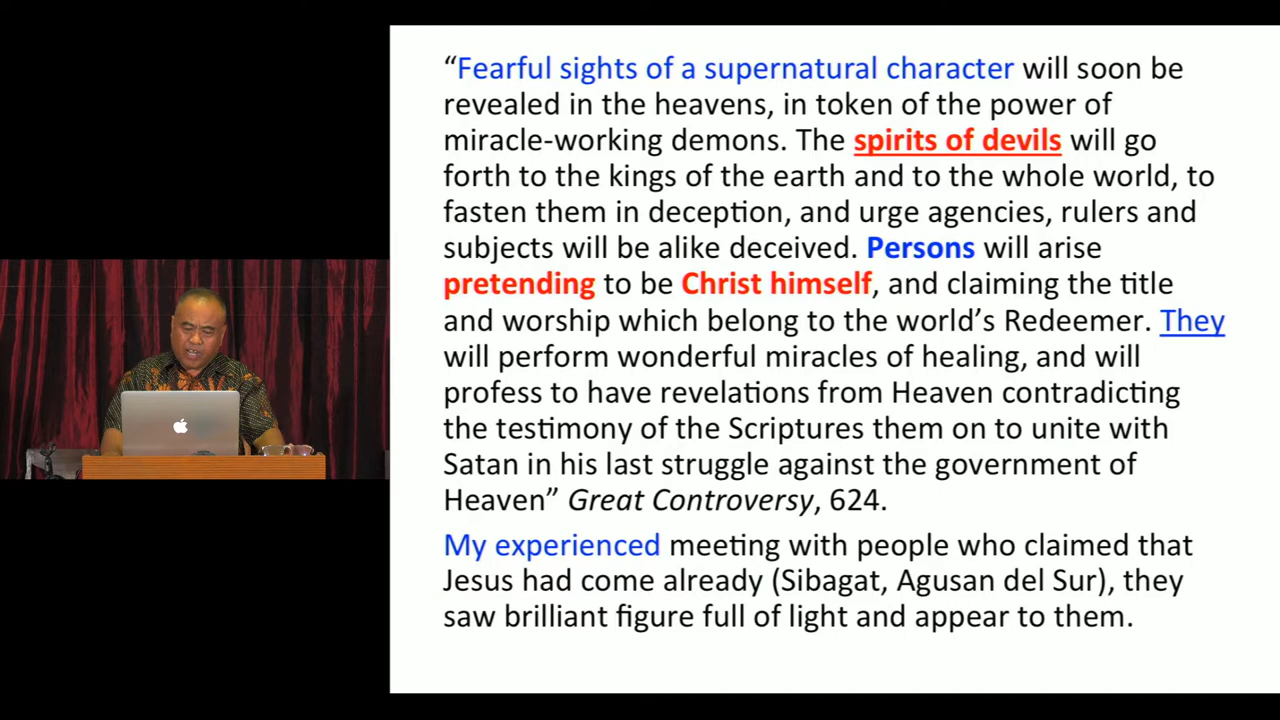 “Fearful sights of a supernatural character will soon be
revealed in the heavens, in token of the power of
miracle-working demons. The spirits of devils will go
forth to the kings of the earth and to the whole world, to
fasten them in deception, and urge agencies, rulers and
subjects will be alike deceived. Persons will arise
pretending to be Christ himself, and claiming the title
and worship which belong to the world’s Redeemer. They
will perform wonderful miracles of healing, and will
profess to have revelations from Heaven contradicting
the testimony of the Scriptures them on to unite with
Satan in his last struggle against the government of
Heaven” Great Controversy, 624.
My experienced meeting with people who claimed that
Jesus had come already (Sibagat, Agusan del Sur), they
saw brilliant figure full of light and appear to them.